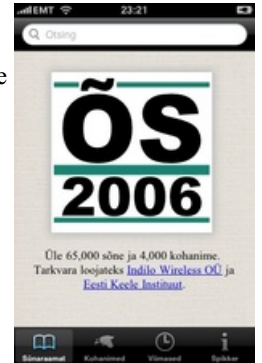 EMT 23:21
Otsing
e
ÕS
2006
Üle 65,000 sõne ja 4,000 kohanime.
Tarkvara loojateks Indilo Wireless OÜ ja
Eesti Keele Instituut.
Sõnaraamat Kohanimed Viimased Spikker